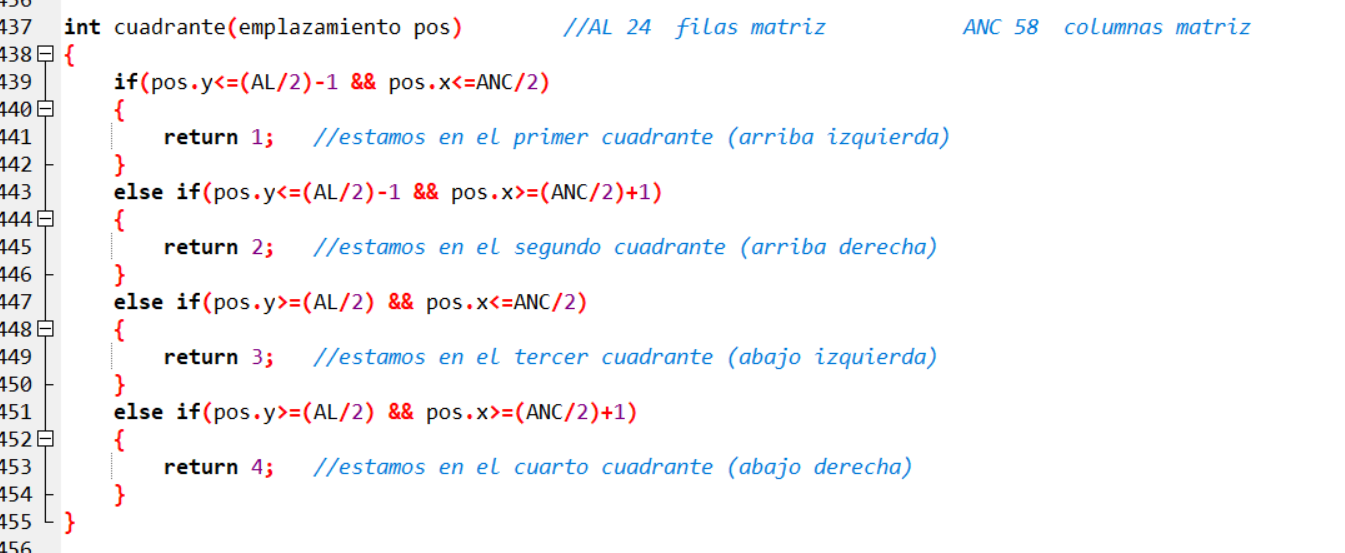 437 int cuadrante(emplazamiento pos) //AL 24 filas matriz ANC 58 columnas matriz
438 {
439 if(pos.y<=(AL/2)-1 && pos.x<=ANC/2)
440 {
441 return 1; //estamos en el primer cuadrante (arriba izquierda)
442 }
443 else if(pos.y<=(AL/2)-1 && pos.x>=(ANC/2)+1)
444 {
445 return 2; //estamos en el segundo cuadrante (arriba derecha)
446 }
447 else if(pos.y>=(AL/2) && pos.x<=ANC/2)
448 {
449 return 3; //estamos en el tercer cuadrante (abajo izquierda)
450 }
451 else if(pos.y>=(AL/2) && pos.x>=(ANC/2)+1)
452 {
453 return 4; //estamos en el cuarto cuadrante (abajo derecha)
454 }
455 }
456